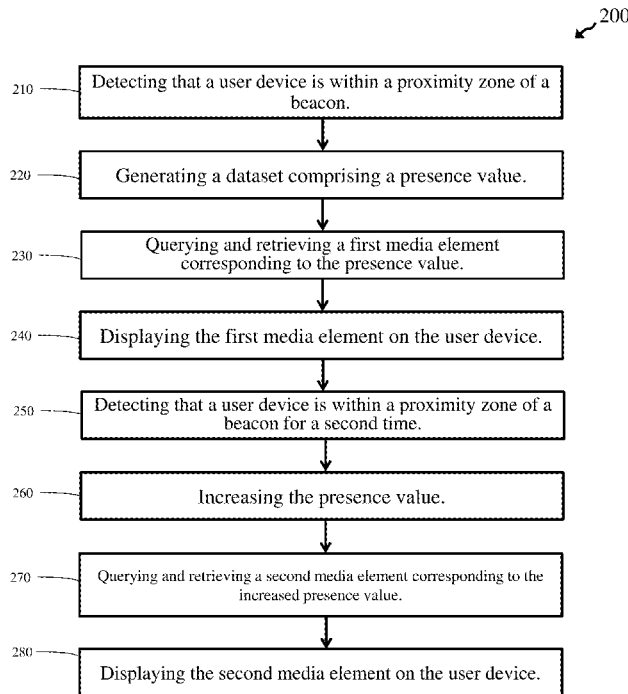 200
210
Detecting that a user device is within a proximity zone of a
beacon.
220
Generating a dataset comprising a presence value.
230
Querying and retrieving a first media element
corresponding to the presence value.
240
Displaying the first media element on the user device.
250
Detecting that a user device is within a proximity zone of a
beacon for a second time.
260
Increasing the presence value.
270
Querying and retrieving a second media element corresponding to the
increased presence value.
280
Displaying the second media element on the user device.